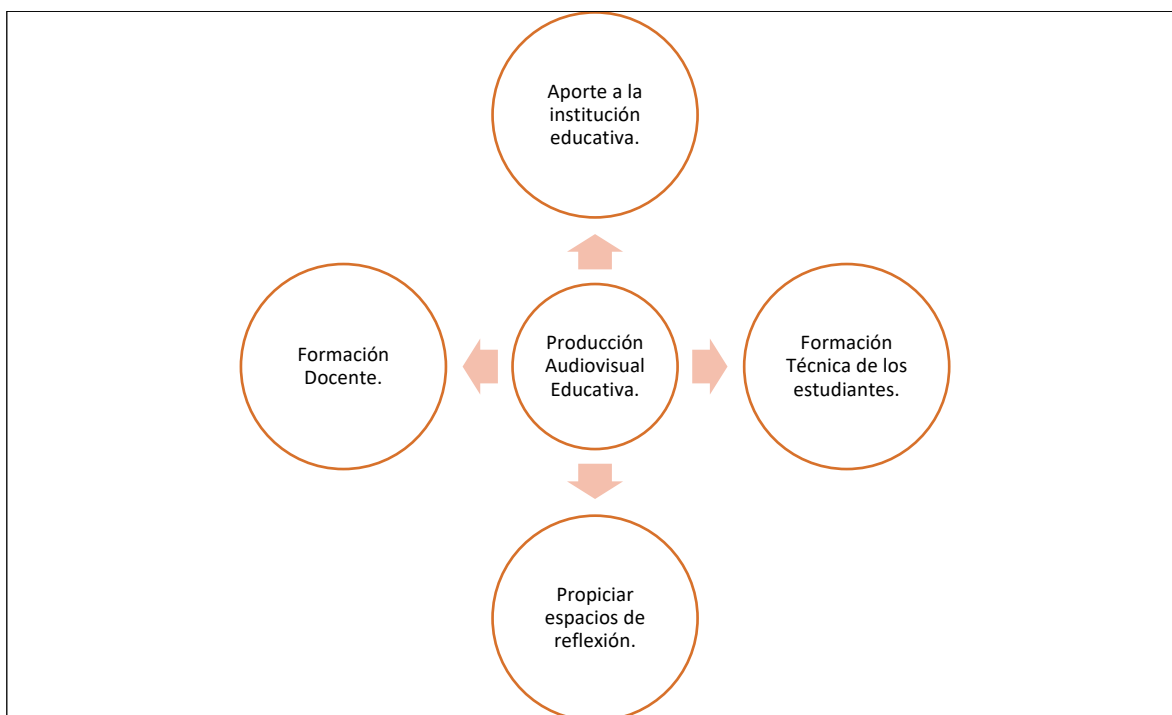 Aporte a la
institución
educativa.
Formación
Docente.
Producción
Audiovisual
Educativa.
Formación
Técnica de los
estudiantes.
Propiciar
espacios de
reflexión.